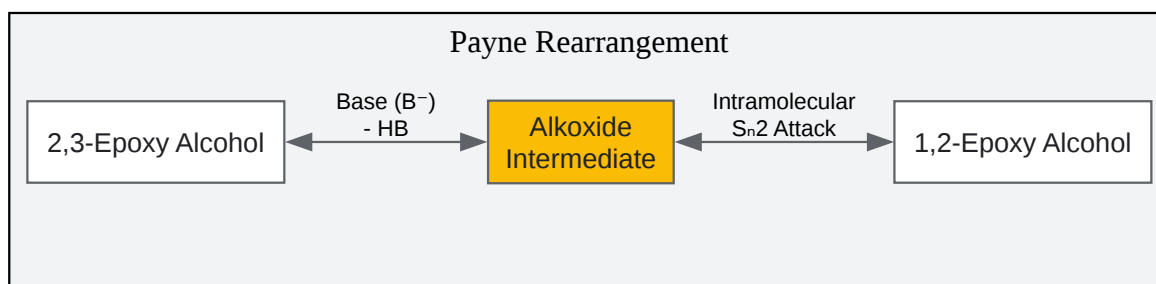 Payne Rearrangement
2,3-Epoxy Alcohol
Base (B⁻)
- HB
Alkoxide
Intermediate
Intramolecular
Sₙ2 Attack
1,2-Epoxy Alcohol